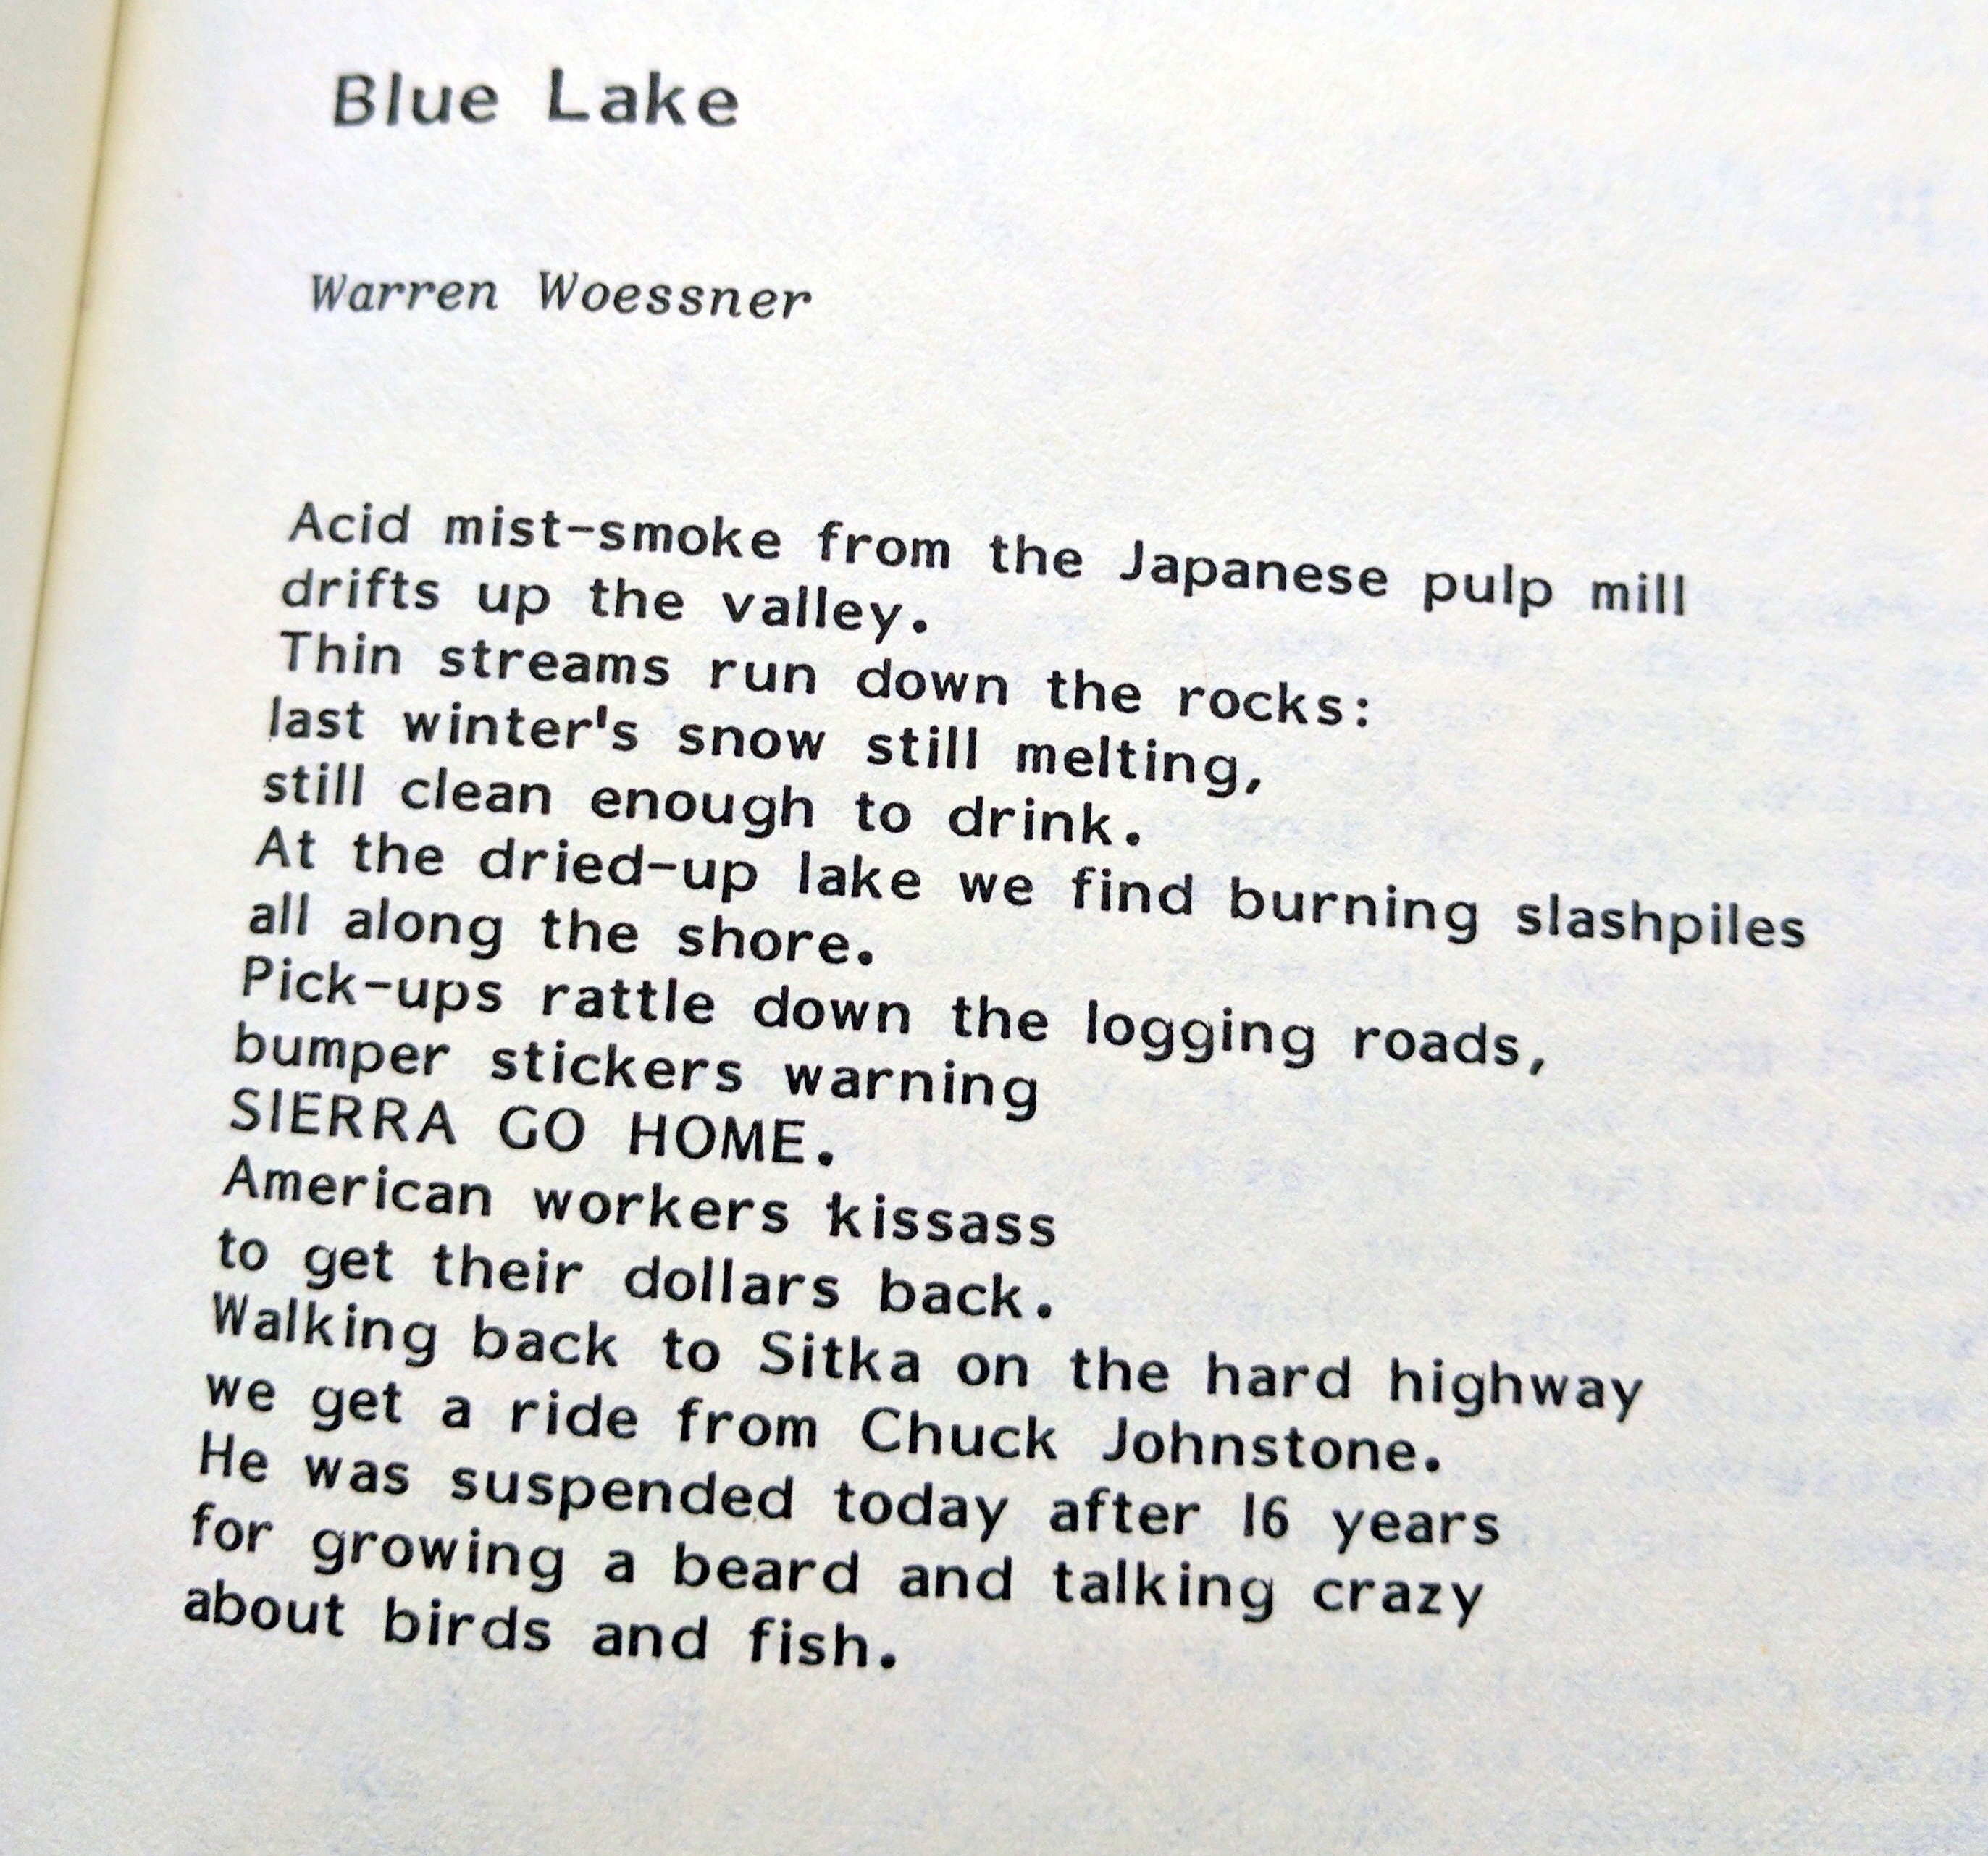 Blue Lake
Warren Woessner
Acid mist-smoke from the Japanese pulp mill
drifts up the valley.
Thin streams run down the rocks:
last winter's snow still melting,
still clean enough to drink.
At the dried-up lake we find burning slashpiles
all along the shore.
Pick-ups rattle down the logging roads,
bumper stickers warning
SIERRA GO HOME.
American workers kissass
to get their dollars back.
Walking back to Sitka on the hard highway
we get a ride from Chuck Johnstone.
He was suspended today after 16 years
for growing a beard and talking crazy
about birds and fish.